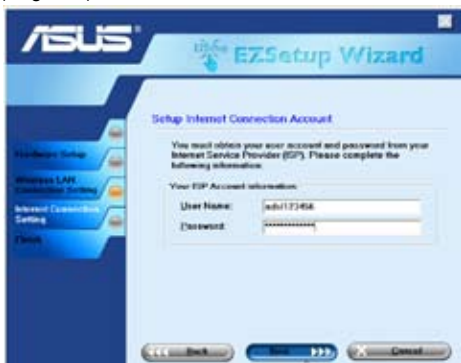 ASUS
EZSetup Wizard
Setup Internet Connection Account
You must obtain your user account and password from your
Internet Service Provider (ISP). Please complete the
following information.
Your ISP Account information
User Name: adsl123456
Password: *************
Hardware Setup
Wireless LAN
Connection Setting
Internet Connection
Setting
Finish
Back
Next
Cancel